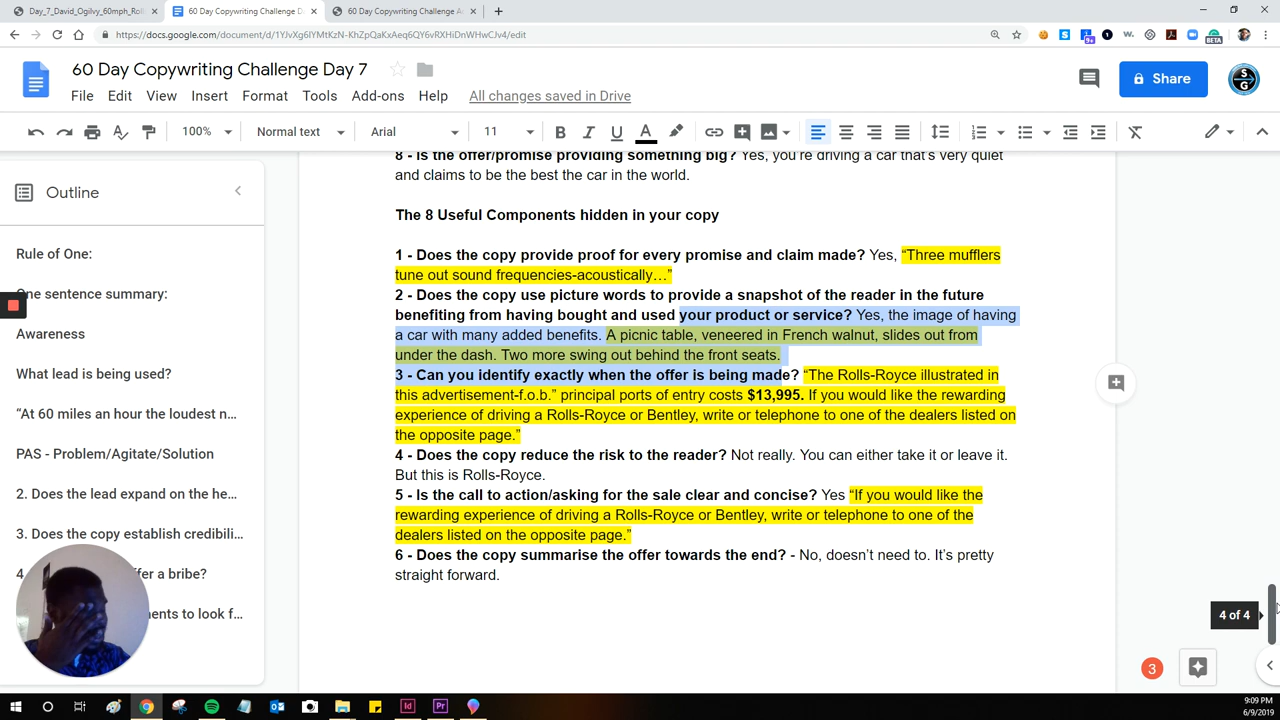 Day_7_David_Ogilvy_60mph_Rol
60 Day Copywriting Challenge D
60 Day Copywriting Challenge A
https://docs.google.com/document/d/1YJvXg6IYMtKzN-KhZpQaKxAeq6QY6vRXHiDnWHwCJv4/edit
9+
BETA
60 Day Copywriting Challenge Day 7
File Edit View Insert Format Tools Add-ons Help All changes saved in Drive
Share
S
G
100% Normal text Arial 11
Outline
Rule of One:
One sentence summary:
Awareness
What lead is being used?
“At 60 miles an hour the loudest n...
PAS - Problem/Agitate/Solution
2. Does the lead expand on the he...
3. Does the copy establish credibili...
4 offer a bribe?
ents to look f...
8 - Is the offer/promise providing something big? Yes, you’re driving a car that’s very quiet
and claims to be the best the car in the world.
The 8 Useful Components hidden in your copy
1 - Does the copy provide proof for every promise and claim made? Yes, “Three mufflers
tune out sound frequencies-acoustically…”
2 - Does the copy use picture words to provide a snapshot of the reader in the future
benefiting from having bought and used your product or service? Yes, the image of having
a car with many added benefits. A picnic table, veneered in French walnut, slides out from
under the dash. Two more swing out behind the front seats.
3 - Can you identify exactly when the offer is being made? “The Rolls-Royce illustrated in
this advertisement-f.o.b.” principal ports of entry costs $13,995. If you would like the rewarding
experience of driving a Rolls-Royce or Bentley, write or telephone to one of the dealers listed on
the opposite page.”
4 - Does the copy reduce the risk to the reader? Not really. You can either take it or leave it.
But this is Rolls-Royce.
5 - Is the call to action/asking for the sale clear and concise? Yes “If you would like the
rewarding experience of driving a Rolls-Royce or Bentley, write or telephone to one of the
dealers listed on the opposite page.”
6 - Does the copy summarise the offer towards the end? - No, doesn’t need to. It’s pretty
straight forward.
4 of 4
3
9:09 PM
6/9/2019